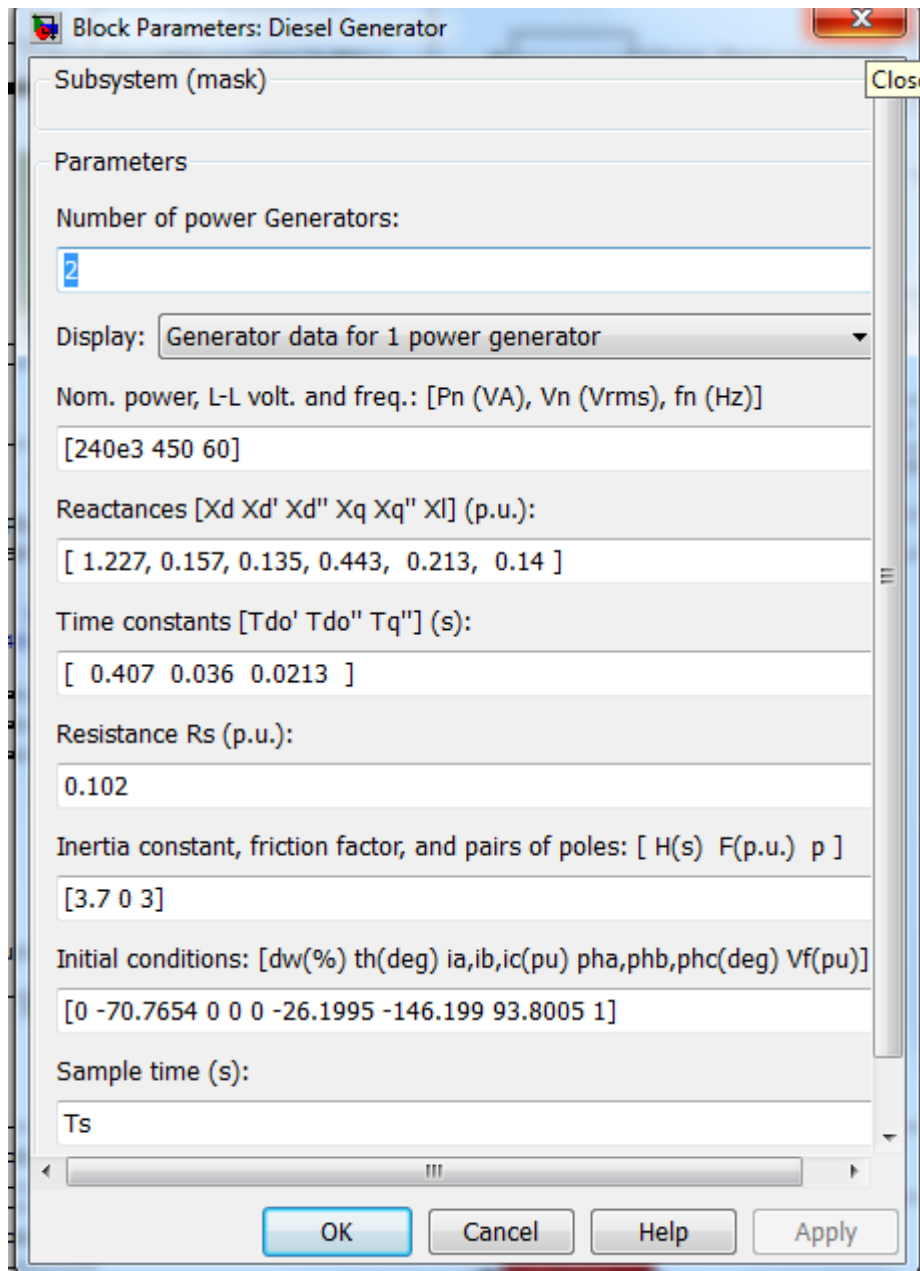 Block Parameters: Diesel Generator
X
Close
Subsystem (mask)
Parameters
Number of power Generators:
2
Display: Generator data for 1 power generator
Nom. power, L-L volt. and freq.: [Pn (VA), Vn (Vrms), fn (Hz)]
[240e3 450 60]
Reactances [Xd Xd' Xd'' Xq Xq'' Xl] (p.u.):
[ 1.227, 0.157, 0.135, 0.443,  0.213,  0.14 ]
Time constants [Tdo' Tdo'' Tq''] (s):
[  0.407  0.036  0.0213  ]
Resistance Rs (p.u.):
0.102
Inertia constant, friction factor, and pairs of poles: [ H(s)  F(p.u.)  p ]
[3.7 0 3]
Initial conditions: [dw(%) th(deg) ia,ib,ic(pu) pha,phb,phc(deg) Vf(pu)]
[0 -70.7654 0 0 0 -26.1995 -146.199 93.8005 1]
Sample time (s):
Ts
OK Cancel Help Apply